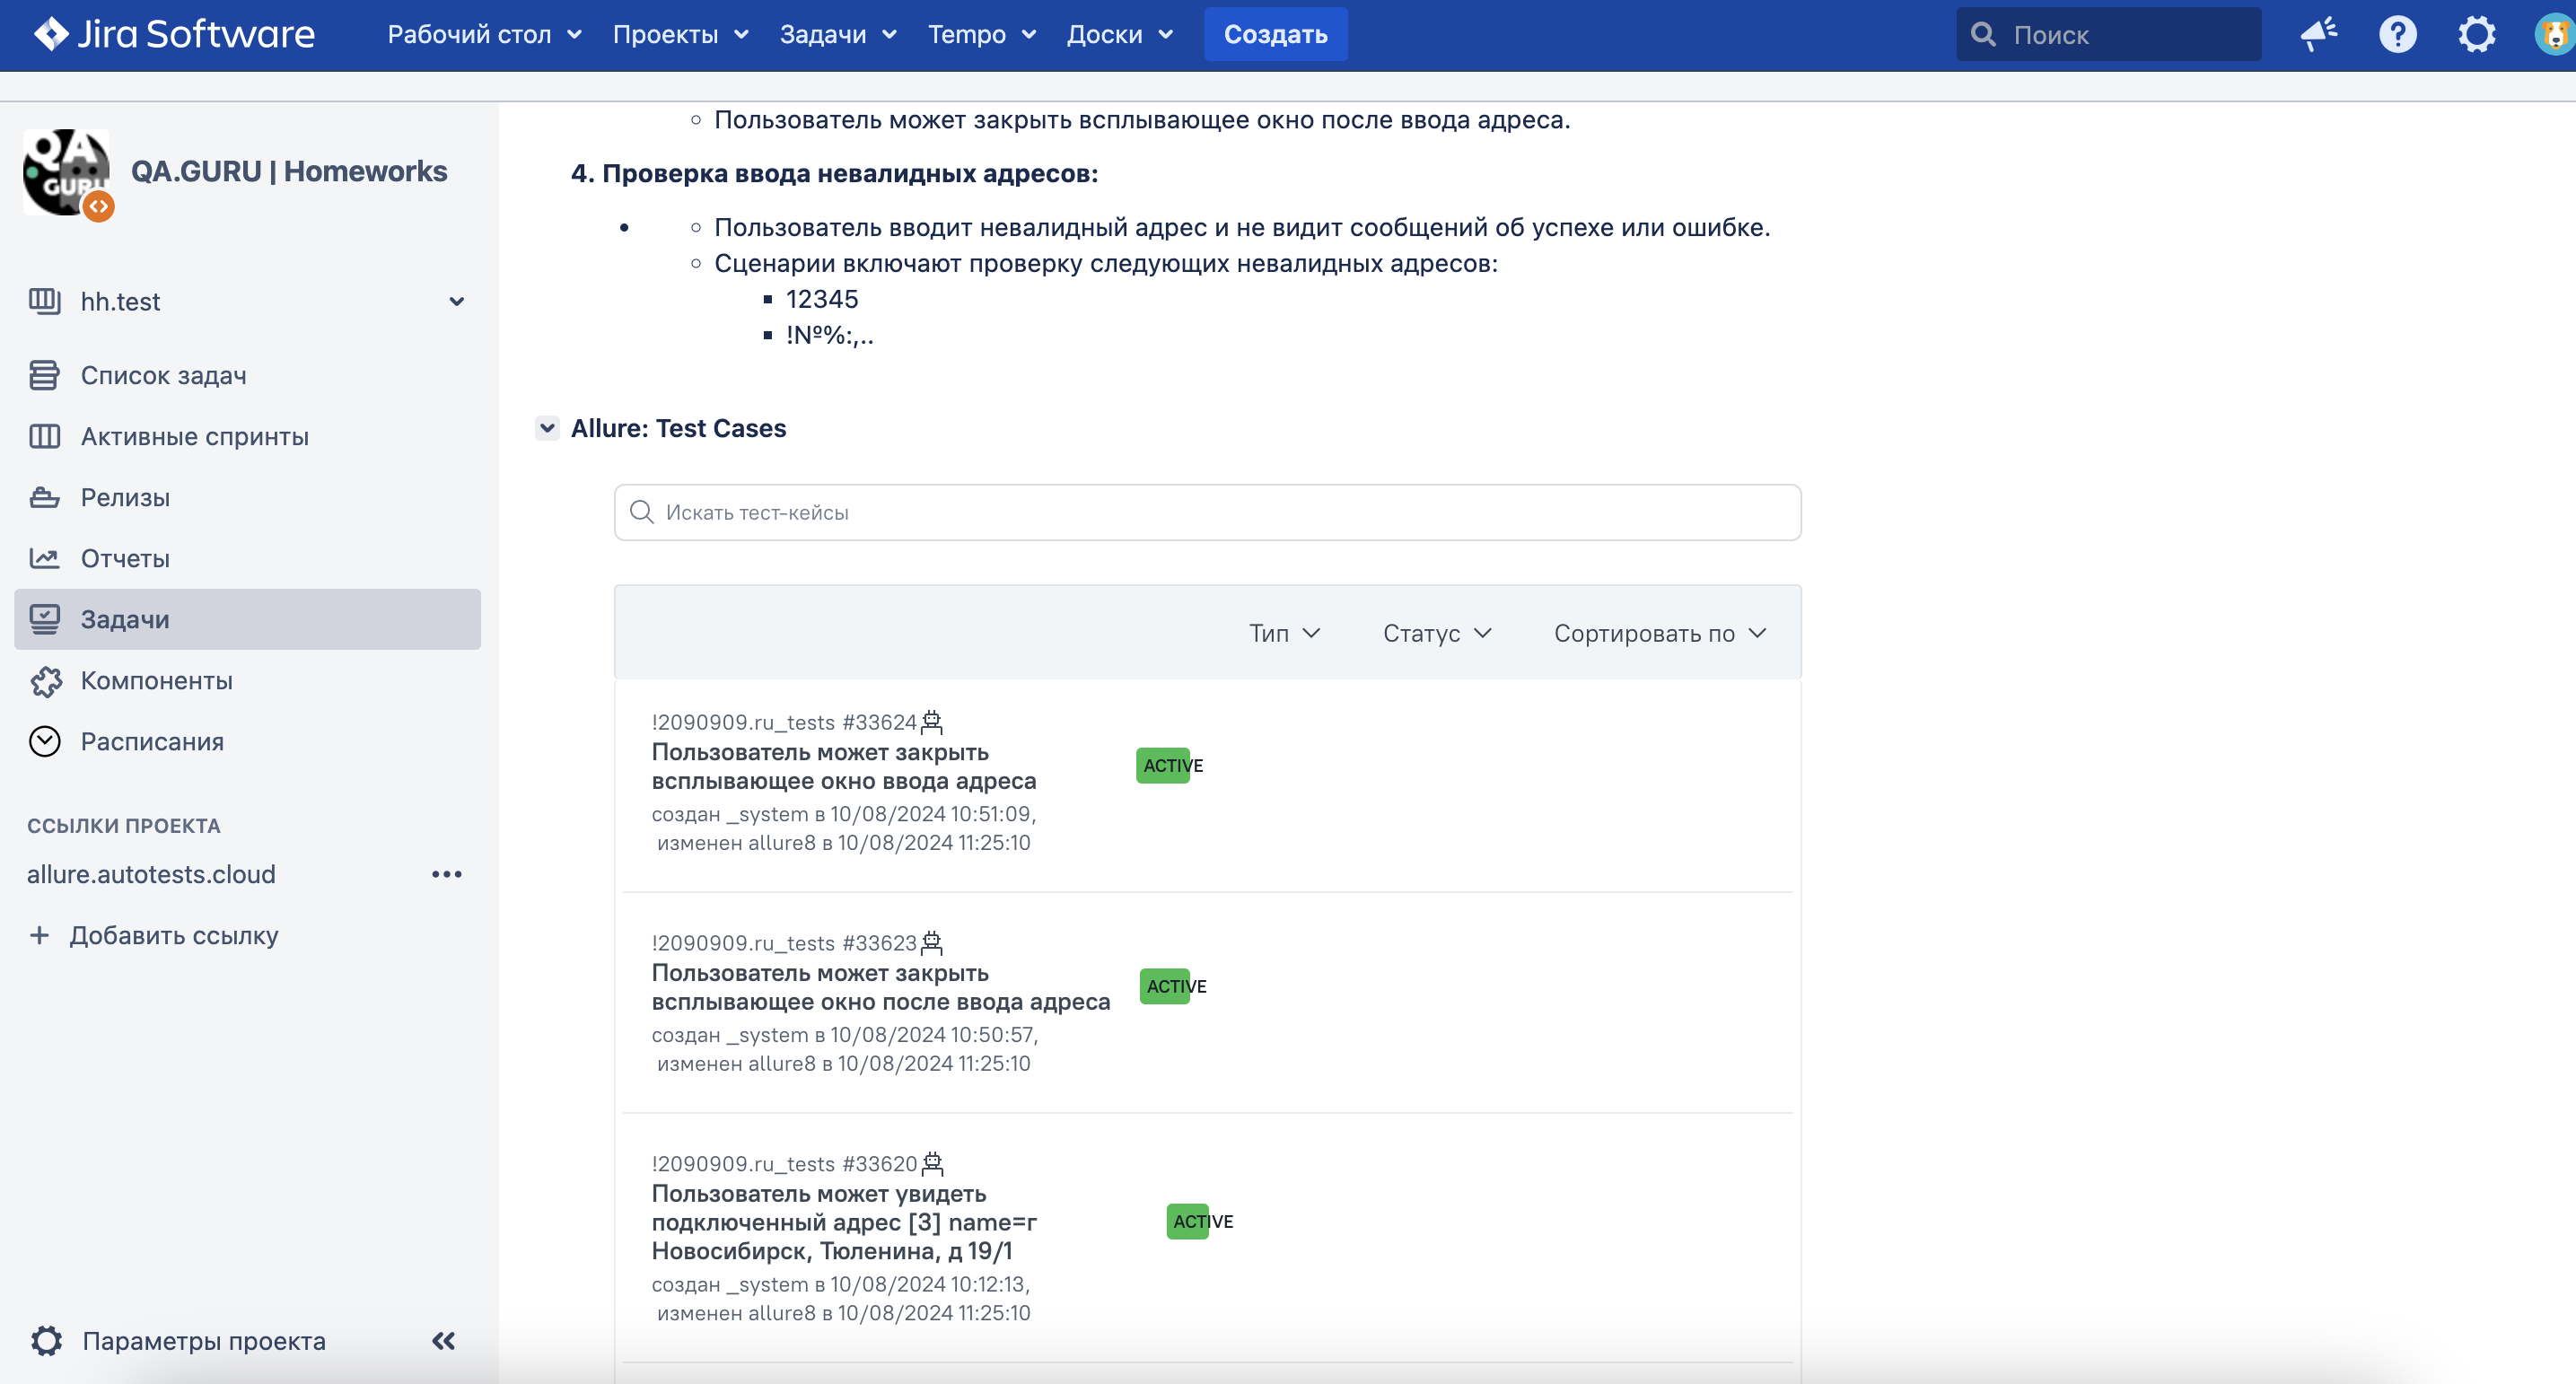 Jira Software
Рабочий стол
Проекты
Задачи
Tempo
Доски
Создать
Поиск
QA.GURU | Homeworks
hh.test
Список задач
Активные спринты
Релизы
Отчеты
Задачи
Компоненты
Расписания
ССЫЛКИ ПРОЕКТА
allure.autotests.cloud
+ Добавить ссылку
Параметры проекта
Пользователь может закрыть всплывающее окно после ввода адреса.
4. Проверка ввода невалидных адресов:
Пользователь вводит невалидный адрес и не видит сообщений об успехе или ошибке.
Сценарии включают проверку следующих невалидных адресов:
12345
!№%:,..
Allure: Test Cases
Искать тест-кейсы
Тип
Статус
Сортировать по
!2090909.ru_tests #33624
Пользователь может закрыть
всплывающее окно ввода адреса
создан _system в 10/08/2024 10:51:09,
изменен allure8 в 10/08/2024 11:25:10
ACTIVE
!2090909.ru_tests #33623
Пользователь может закрыть
всплывающее окно после ввода адреса
создан _system в 10/08/2024 10:50:57,
изменен allure8 в 10/08/2024 11:25:10
ACTIVE
!2090909.ru_tests #33620
Пользователь может увидеть
подключенный адрес [3] name=г
Новосибирск, Тюленина, д 19/1
создан _system в 10/08/2024 10:12:13,
изменен allure8 в 10/08/2024 11:25:10
ACTIVE
QA
GURU